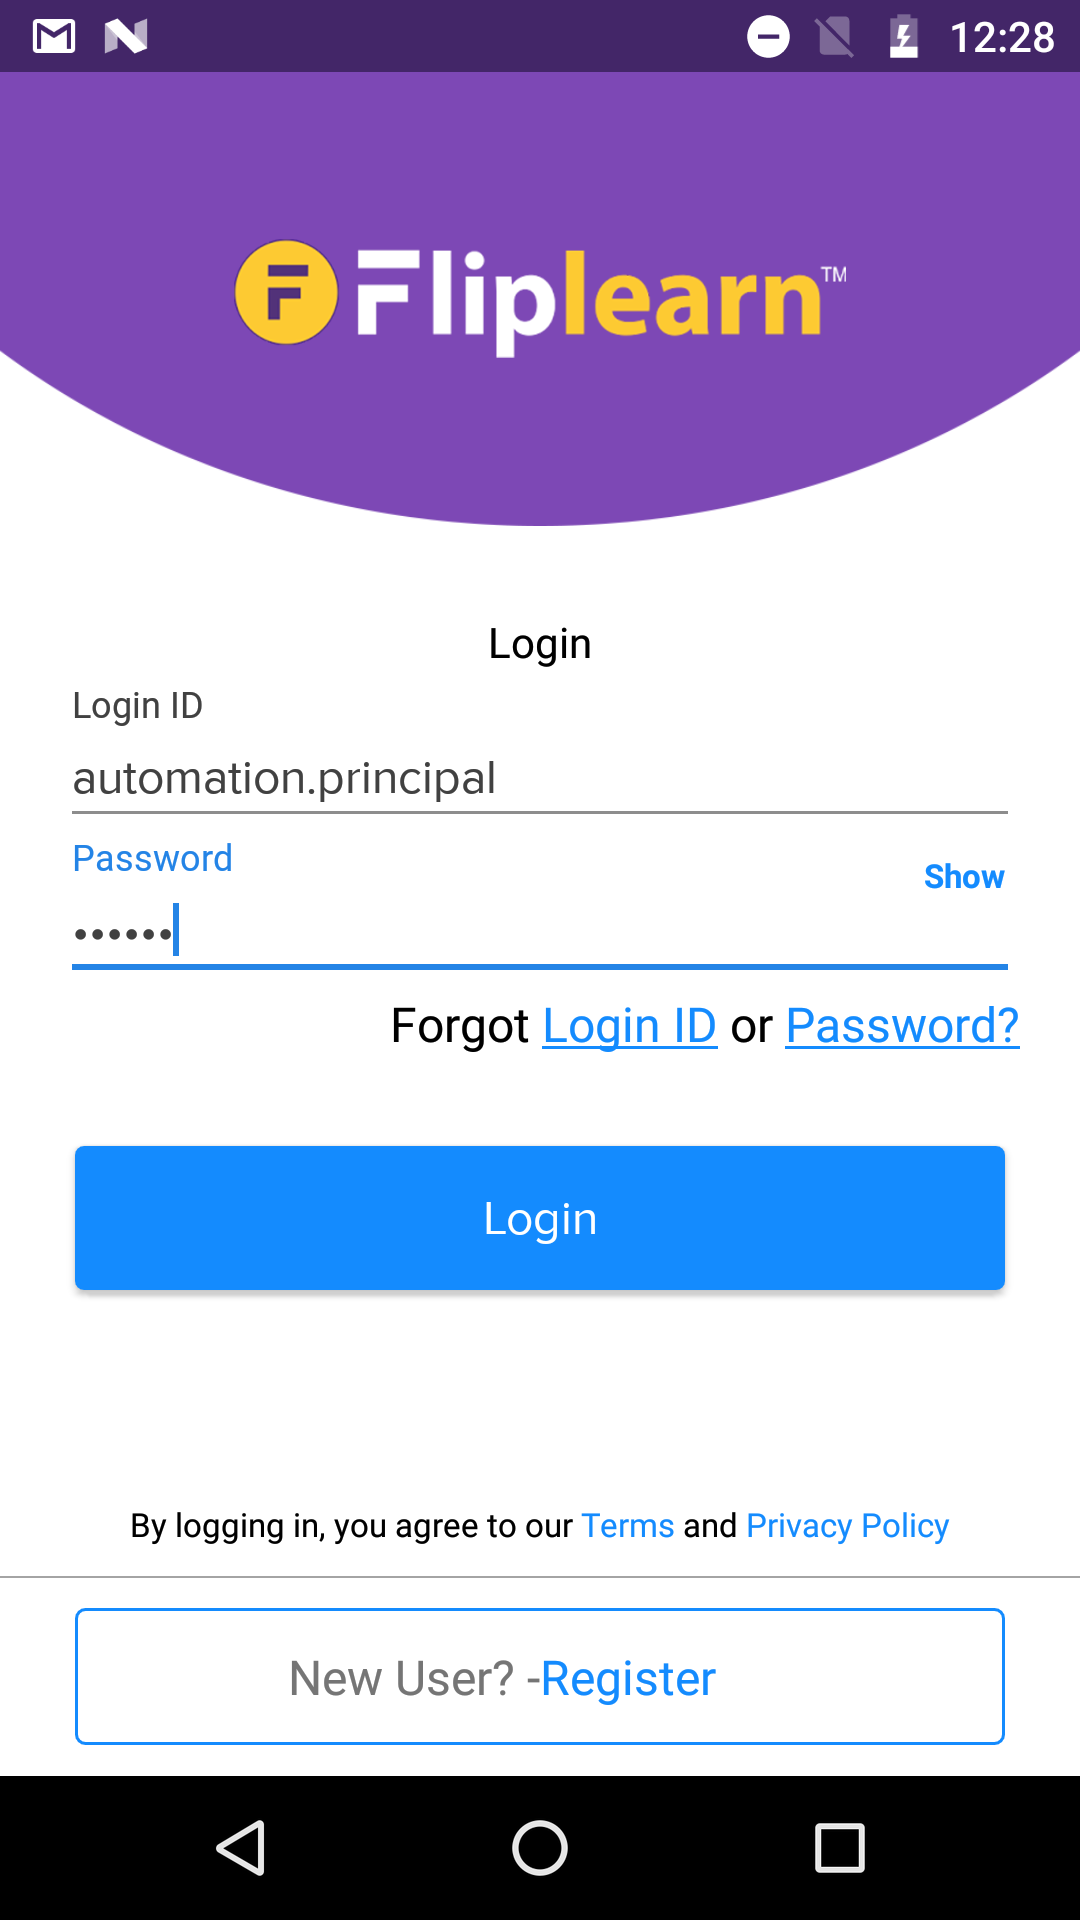 12:28
F Fliplearn™
Login
Login ID
automation.principal
Password
Show
••••••
Forgot Login ID or Password?
Login
By logging in, you agree to our Terms and Privacy Policy
New User? -Register